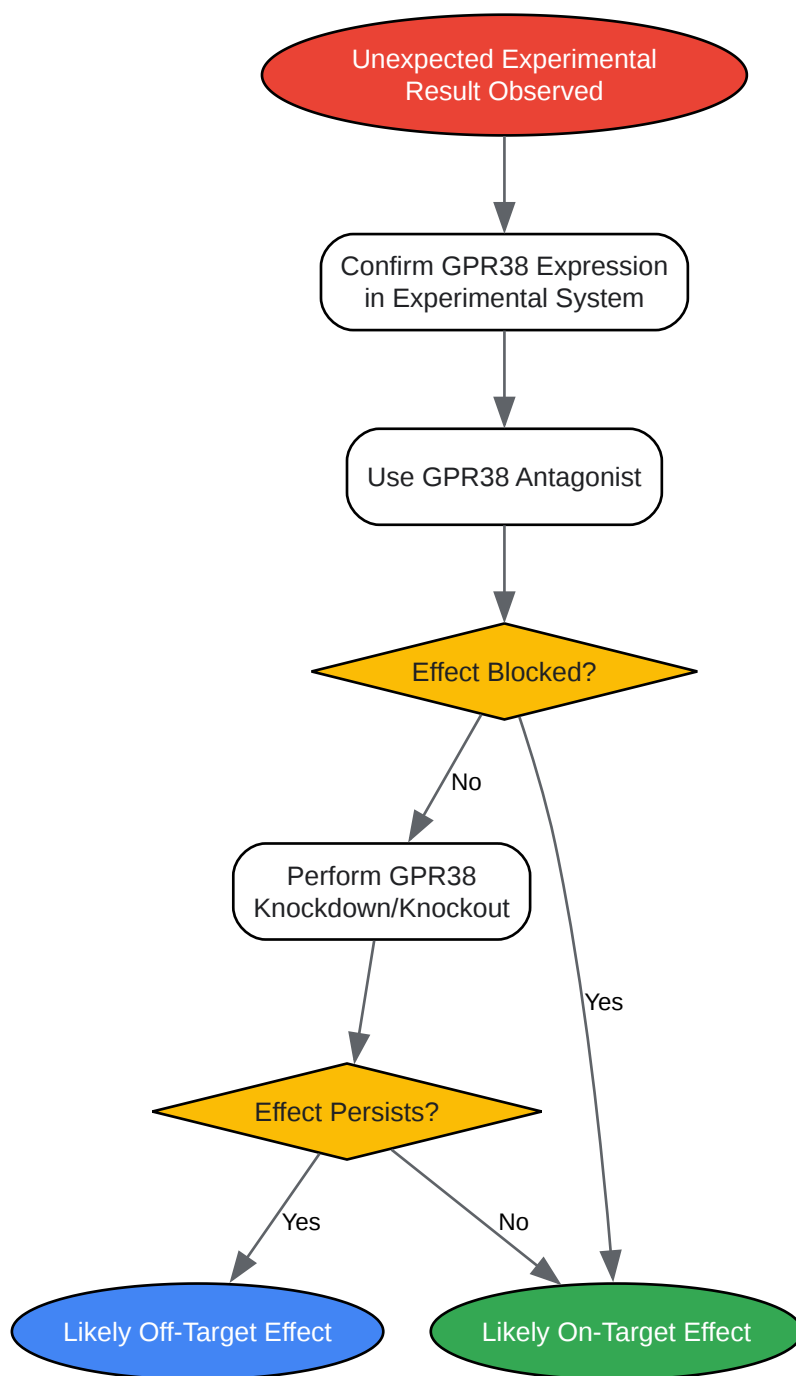 Unexpected Experimental
Result Observed
Confirm GPR38 Expression
in Experimental System
Use GPR38 Antagonist
Effect Blocked?
No
Perform GPR38
Knockdown/Knockout
Yes
Effect Persists?
Yes
No
Likely Off-Target Effect
Likely On-Target Effect